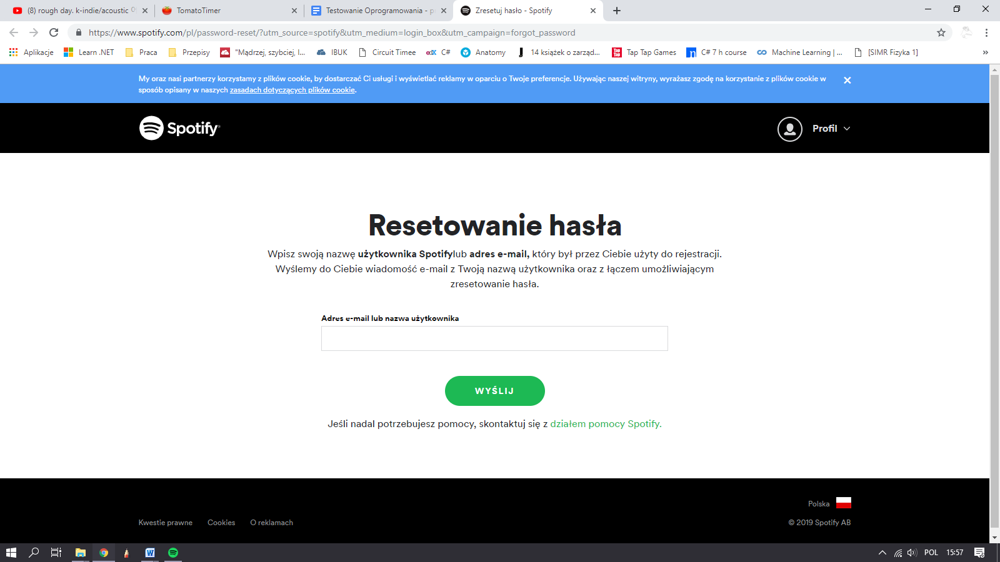 (8) rough day. k-indie/acoustic
TomatoTimer
Testowanie Oprogramowania - p
Zresetuj hasło - Spotify
https://www.spotify.com/pl/password-reset/?utm_source=spotify&utm_medium=login_box&utm_campaign=forgot_password
Aplikacje
Learn .NET
Praca
Przepisy
"Mądrzej, szybciej, l...
IBUK
Circuit Timee
edX
C#
Anatomy
14 książek o zarząd...
Tap Tap Games
C# 7 h course
Machine Learning | ...
[SIMR Fizyka 1]
My oraz nasi partnerzy korzystamy z plików cookie, by dostarczać Ci usługi i wyświetlać reklamy w oparciu o Twoje preferencje. Używając naszej witryny, wyrażasz zgodę na korzystanie z plików cookie w
sposób opisany w naszych zasadach dotyczących plików cookie.
Spotify
Profil
Resetowanie hasła
Wpisz swoją nazwę użytkownika Spotifylub adres e-mail, który był przez Ciebie użyty do rejestracji.
Wyślemy do Ciebie wiadomość e-mail z Twoją nazwą użytkownika oraz z łączem umożliwiającym
zresetowanie hasła.
Adres e-mail lub nazwa użytkownika
WYŚLIJ
Jeśli nadal potrzebujesz pomocy, skontaktuj się z działem pomocy Spotify.
Polska
Kwestie prawne
Cookies
O reklamach
© 2019 Spotify AB
POL
15:57